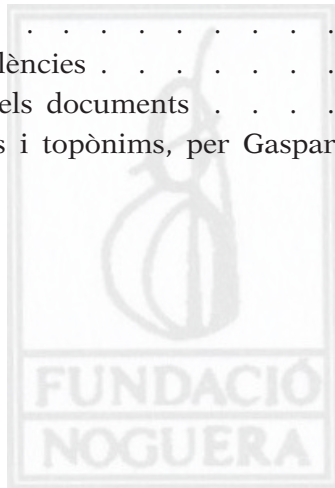 . . . . . . . . .
lències . . . . . . .
els documents . . . .
s i topònims, per Gaspar
FUNDACIÓ
NOGUERA